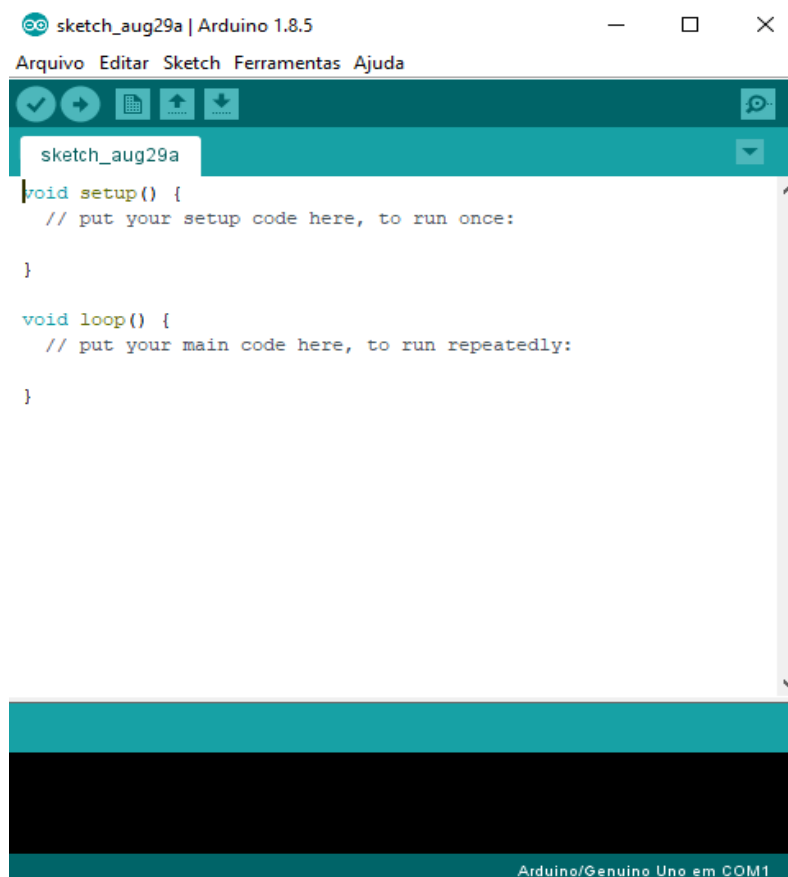 sketch_aug29a | Arduino 1.8.5
Arquivo Editar Sketch Ferramentas Ajuda
sketch_aug29a
void setup() {
  // put your setup code here, to run once:
}
void loop() {
  // put your main code here, to run repeatedly:
}
Arduino/Genuino Uno em COM1